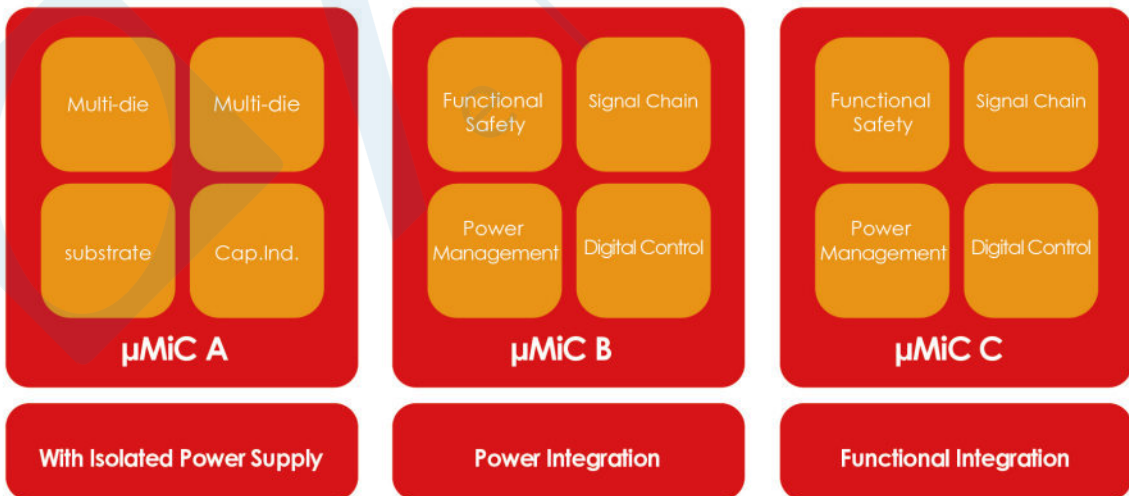 Multi-die
Multi-die
substrate
Cap.Ind.
µMiC A
With Isolated Power Supply
Functional
Safety
Signal Chain
Power
Management
Digital Control
µMiC B
Power Integration
Functional
Safety
Signal Chain
Power
Management
Digital Control
µMiC C
Functional Integration